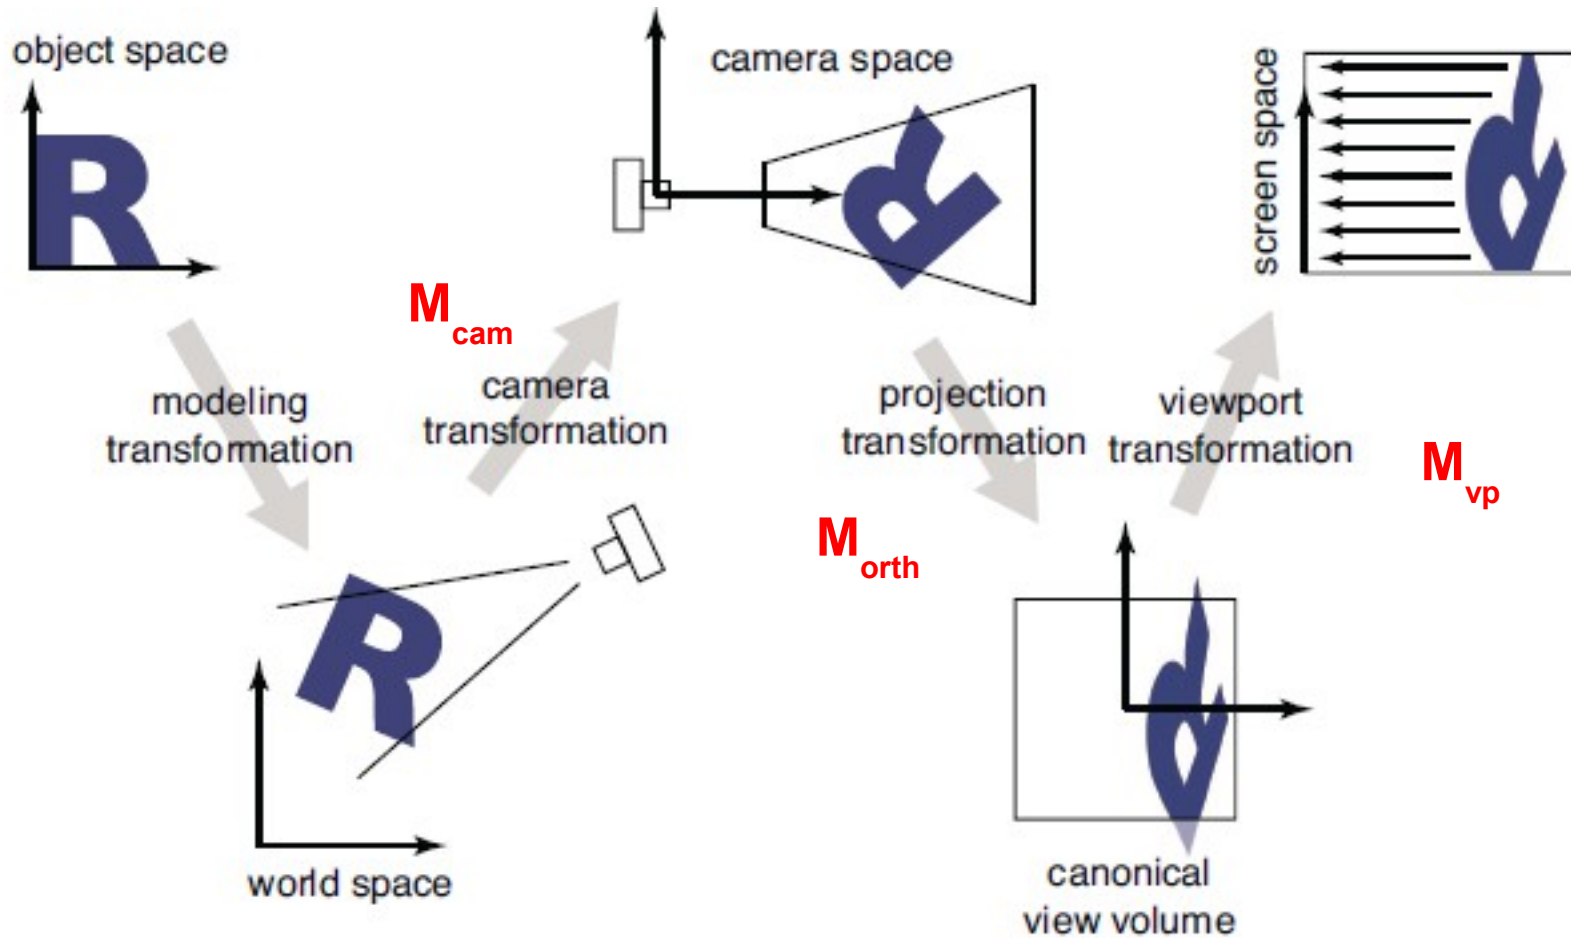 object space
camera space
screen space
M
cam
modeling
transformation
camera
transformation
projection
transformation
viewport
transformation
M
vp
M
orth
world space
canonical
view volume
R
R
R